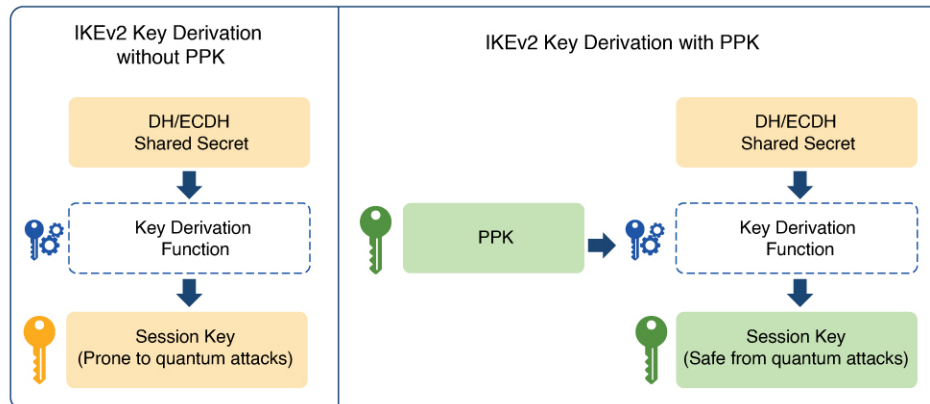 IKEv2 Key Derivation
without PPK
DH/ECDH
Shared Secret
Key Derivation
Function
Session Key
(Prone to quantum attacks)
IKEv2 Key Derivation with PPK
DH/ECDH
Shared Secret
PPK
Key Derivation
Function
Session Key
(Safe from quantum attacks)